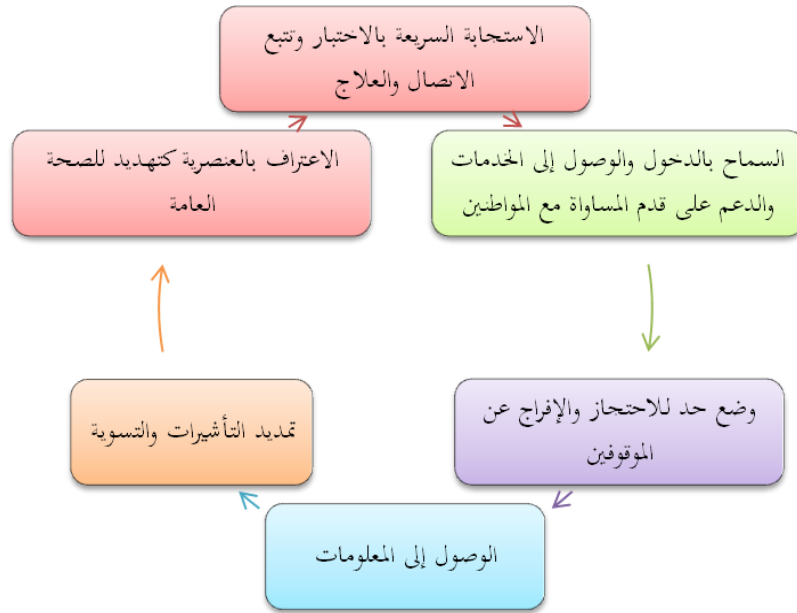 الاستجابة السريعة بالاختبار وتتبع
الاتصال والعلاج
السماح بالدخول والوصول إلى الخدمات
والدعم على قدم المساواة مع المواطنين
وضع حد للاحتجاز والإفراج عن
الموقوفين
الوصول إلى المعلومات
تمديد التأشيرات والتسوية
الاعتراف بالعنصرية كتهديد للصحة
العامة